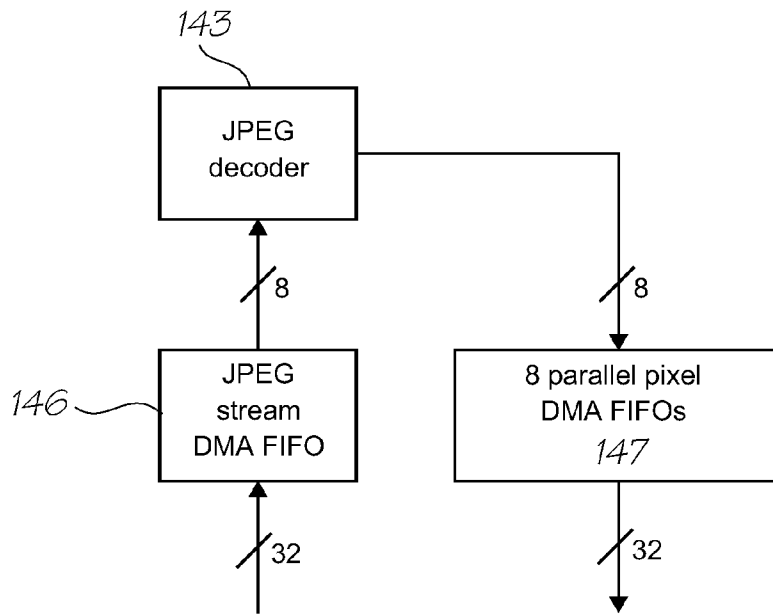 143
JPEG
decoder
8
8
146
JPEG
stream
DMA FIFO
8 parallel pixel
DMA FIFOs
147
32
32